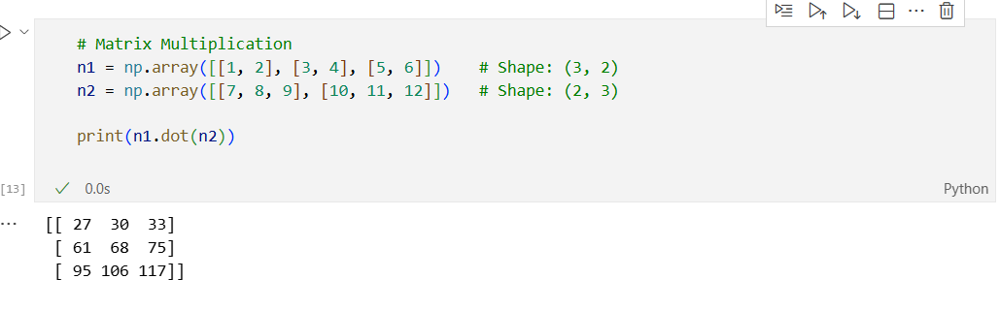 # Matrix Multiplication
n1 = np.array([[1, 2], [3, 4], [5, 6]])    # Shape: (3, 2)
n2 = np.array([[7, 8, 9], [10, 11, 12]])   # Shape: (2, 3)
print(n1.dot(n2))
[13] 0.0s Python
[[ 27  30  33]
 [ 61  68  75]
 [ 95 106 117]]